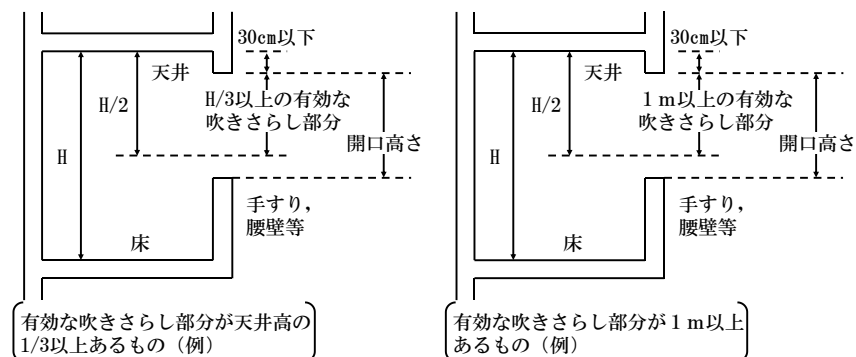 30cm以下
天井
H/2
H/3以上の有効な
吹きさらし部分
開口高さ
H
手すり，
腰壁等
床
有効な吹きさらし部分が天井高の
1/3以上あるもの（例）
30cm以下
天井
H/2
１ｍ以上の有効な
吹きさらし部分
開口高さ
H
手すり，
腰壁等
床
有効な吹きさらし部分が１ｍ以上
あるもの（例）